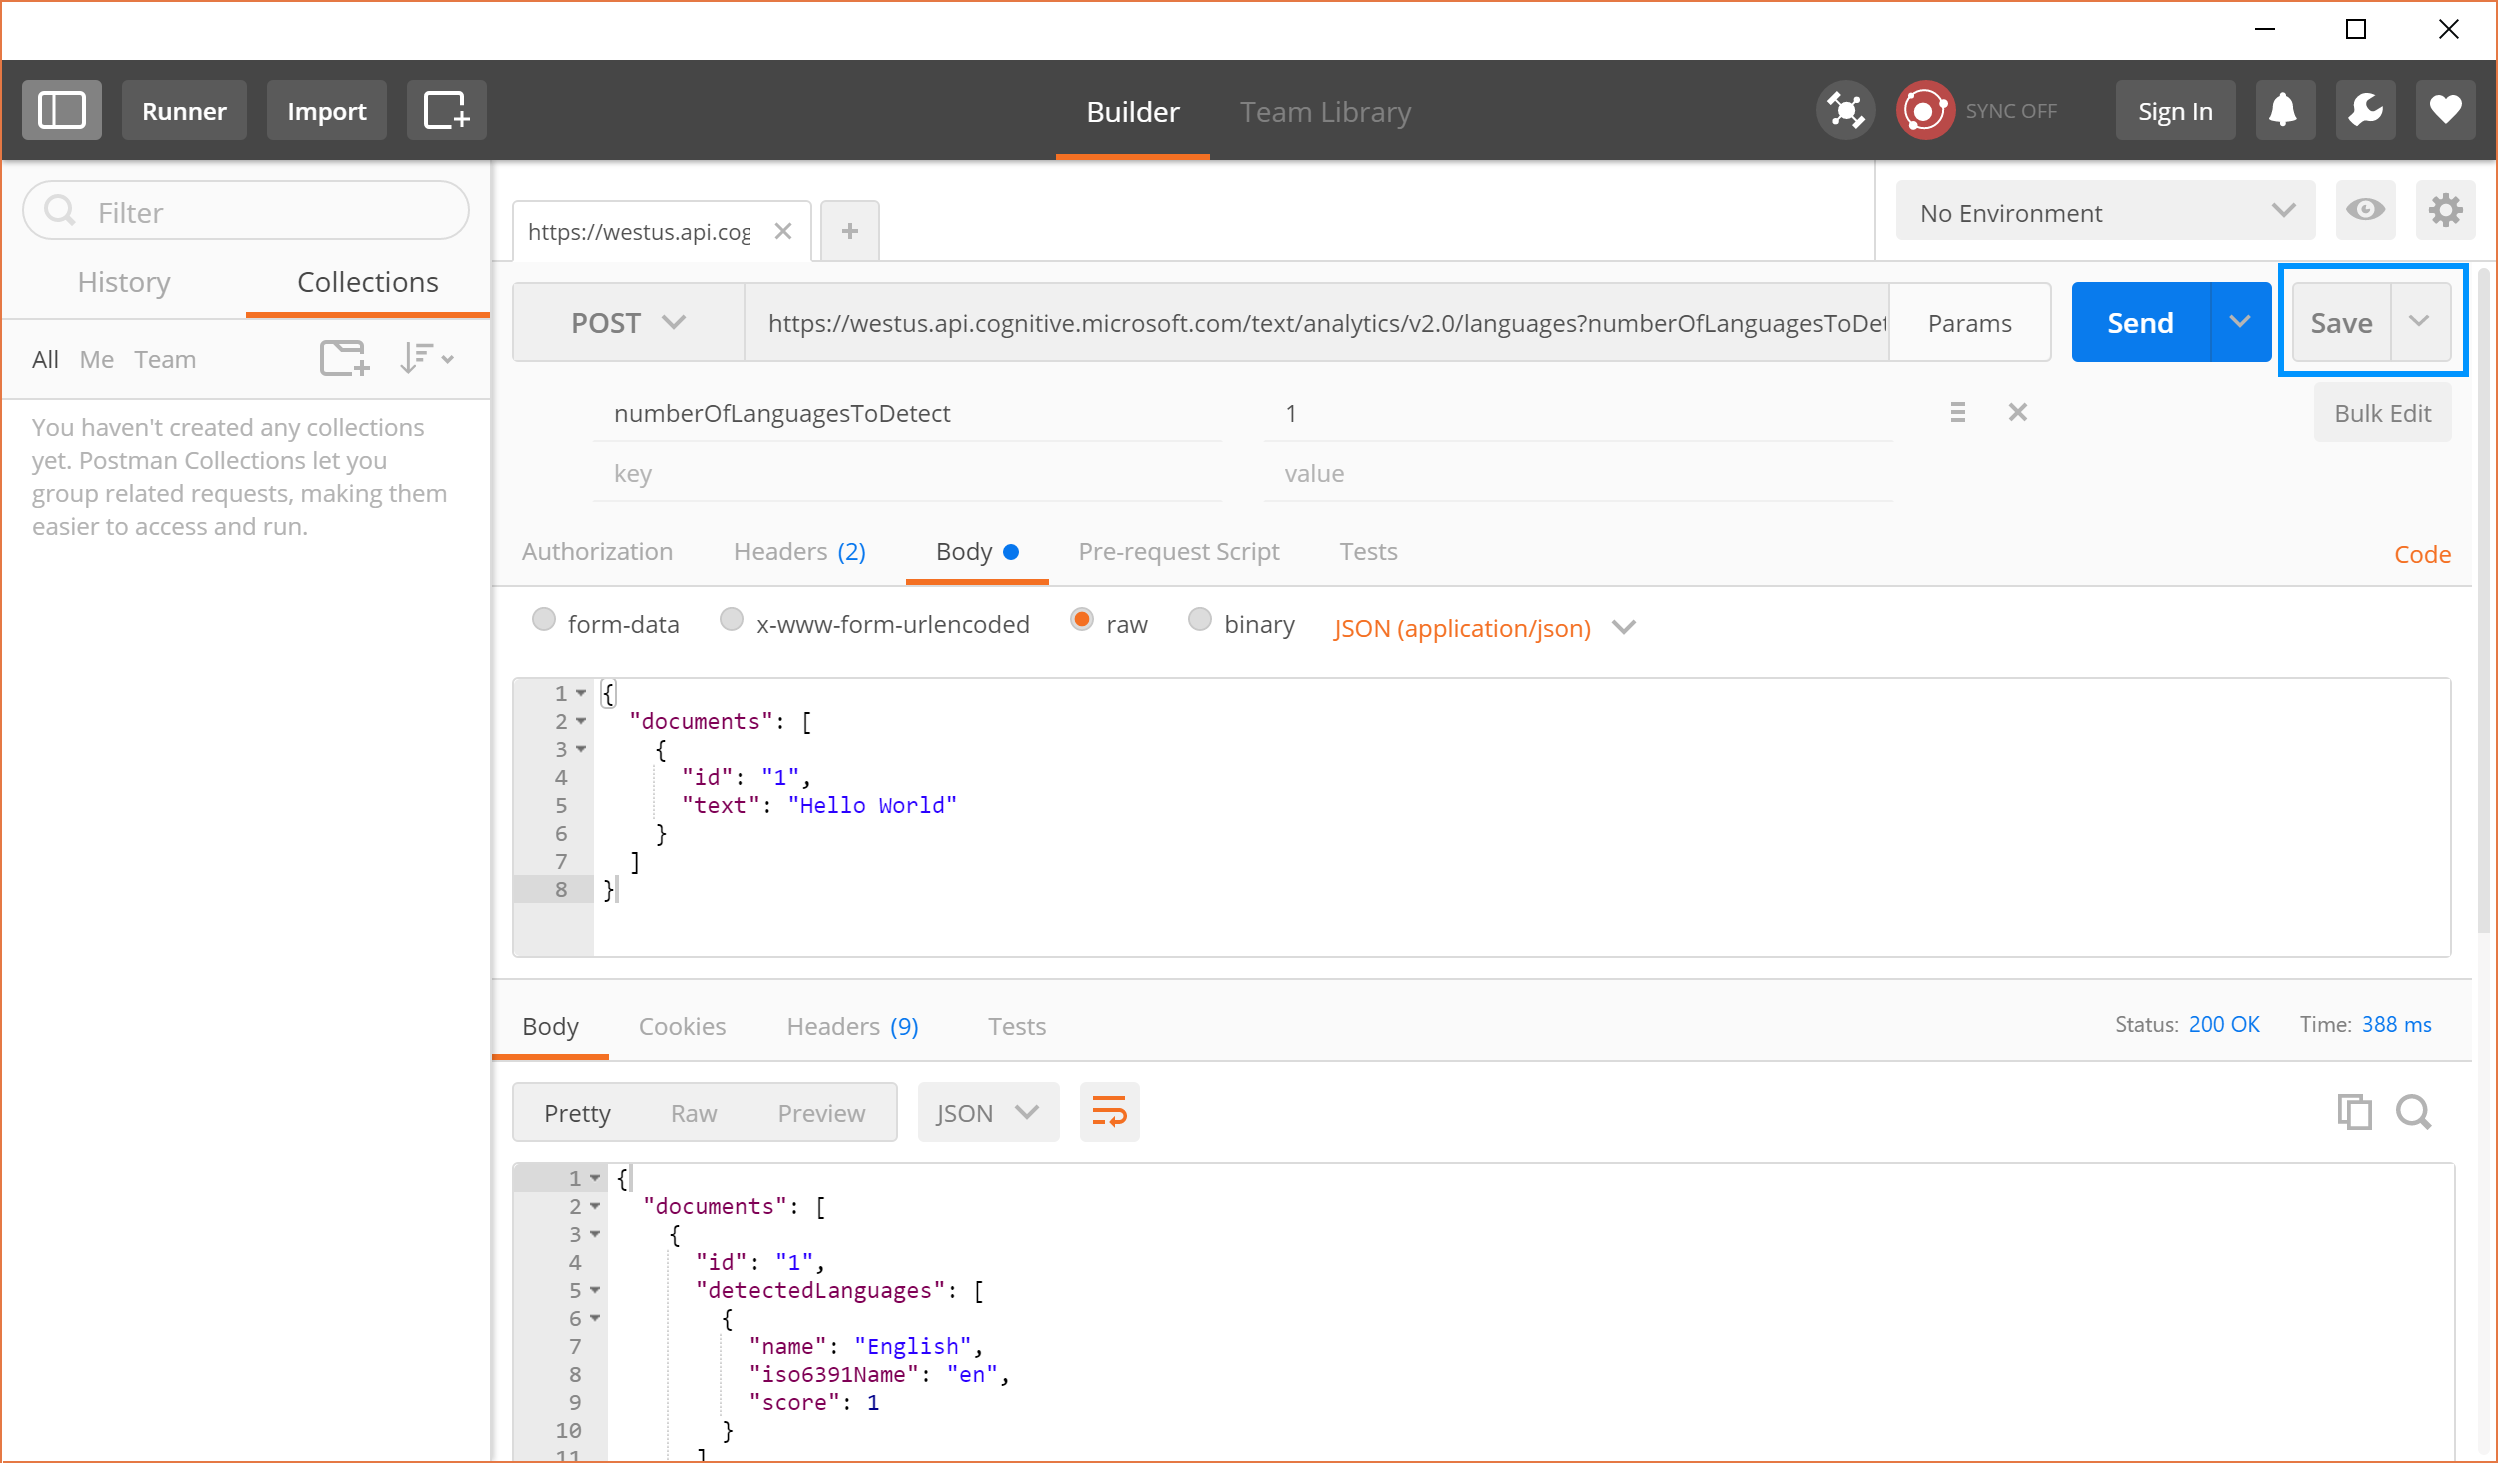 Runner Import Builder Team Library SYNC OFF Sign In
Filter
https://westus.api.cog
No Environment
History Collections
POST https://westus.api.cognitive.microsoft.com/text/analytics/v2.0/languages?numberOfLanguagesToDet Params Send Save
All Me Team
You haven't created any collections
yet. Postman Collections let you
group related requests, making them
easier to access and run.
numberOfLanguagesToDetect 1 Bulk Edit
key value
Authorization Headers (2) Body Pre-request Script Tests Code
form-data x-www-form-urlencoded raw binary JSON (application/json)
1 {
2 "documents": [
3 {
4 "id": "1",
5 "text": "Hello World"
6 }
7 ]
8 }
Body Cookies Headers (9) Tests Status: 200 OK Time: 388 ms
Pretty Raw Preview JSON
1 {
2 "documents": [
3 {
4 "id": "1",
5 "detectedLanguages": [
6 {
7 "name": "English",
8 "iso6391Name": "en",
9 "score": 1
10 }
11 ]